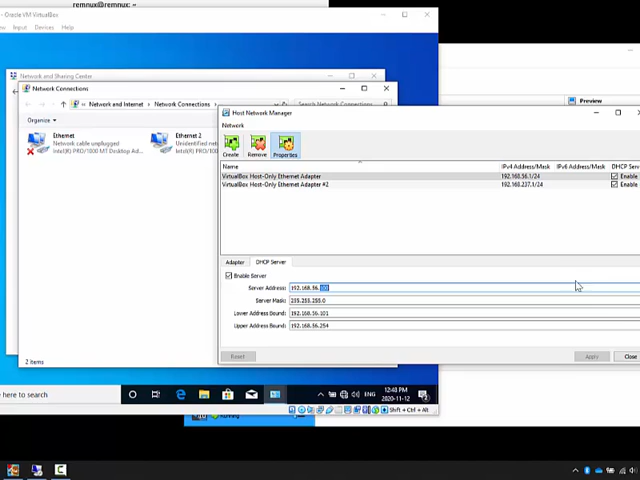 remnux@remnux: ~
- Oracle VM VirtualBox
Input Devices Help
Network and Sharing Center
Network Connections
Network and Internet > Network Connections >
Search Network Connections
Organize
Ethernet
Network cable unplugged
Intel(R) PRO/1000 MT Desktop Ad...
Ethernet 2
Unidentified net
Intel(R) PRO/100
2 items
Preview
Host Network Manager
Network
Create
Remove
Properties
Name IPv4 Address/Mask IPv6 Address/Mask DHCP Serv
VirtualBox Host-Only Ethernet Adapter 192.168.56.1/24 Enable
VirtualBox Host-Only Ethernet Adapter #2 192.168.237.1/24 Enable
Adapter DHCP Server
Enable Server
Server Address: 192.168.56.100
Server Mask: 255.255.255.0
Lower Address Bound: 192.168.56.101
Upper Address Bound: 192.168.56.254
Reset Apply Close
here to search
ENG
12:48 PM
2020-11-12
Shift + Ctrl + Alt
Running